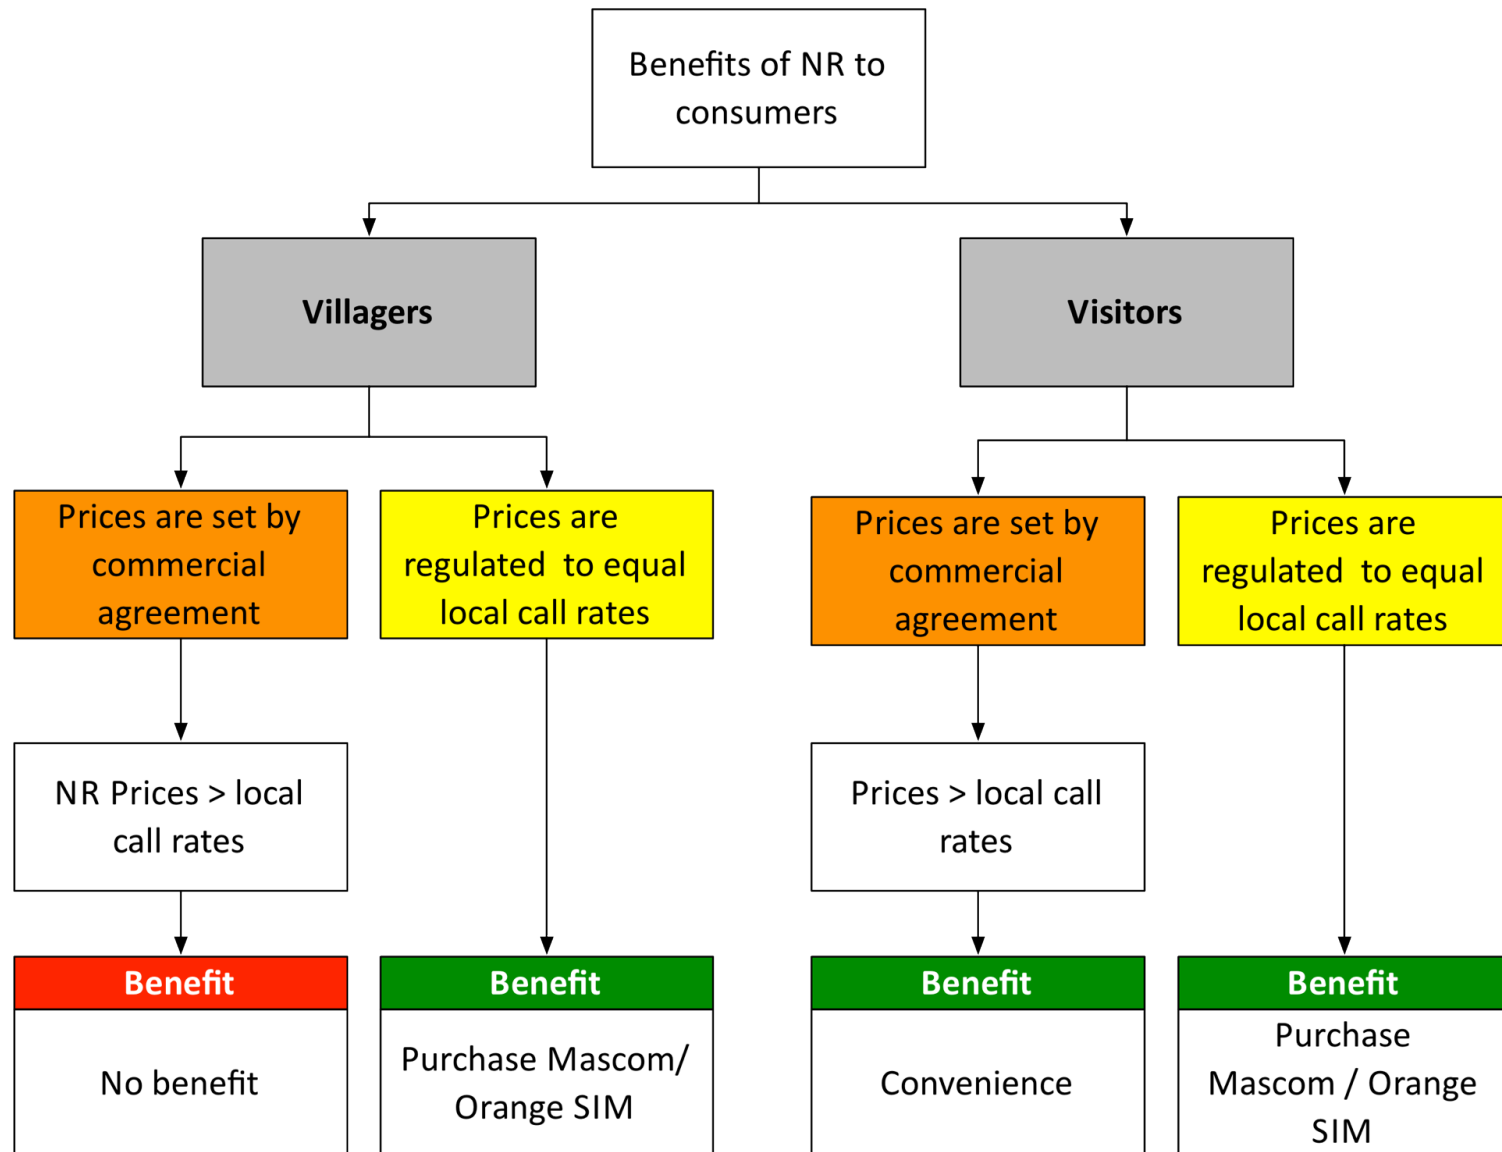 Benefits of NR to
consumers
Villagers
Visitors
Prices are set by
commercial
agreement
Prices are
regulated  to equal
local call rates
Prices are set by
commercial
agreement
Prices are
regulated  to equal
local call rates
NR Prices > local
call rates
Prices > local call
rates
Benefit
No benefit
Benefit
Purchase Mascom/
Orange SIM
Benefit
Convenience
Benefit
Purchase
Mascom / Orange
SIM